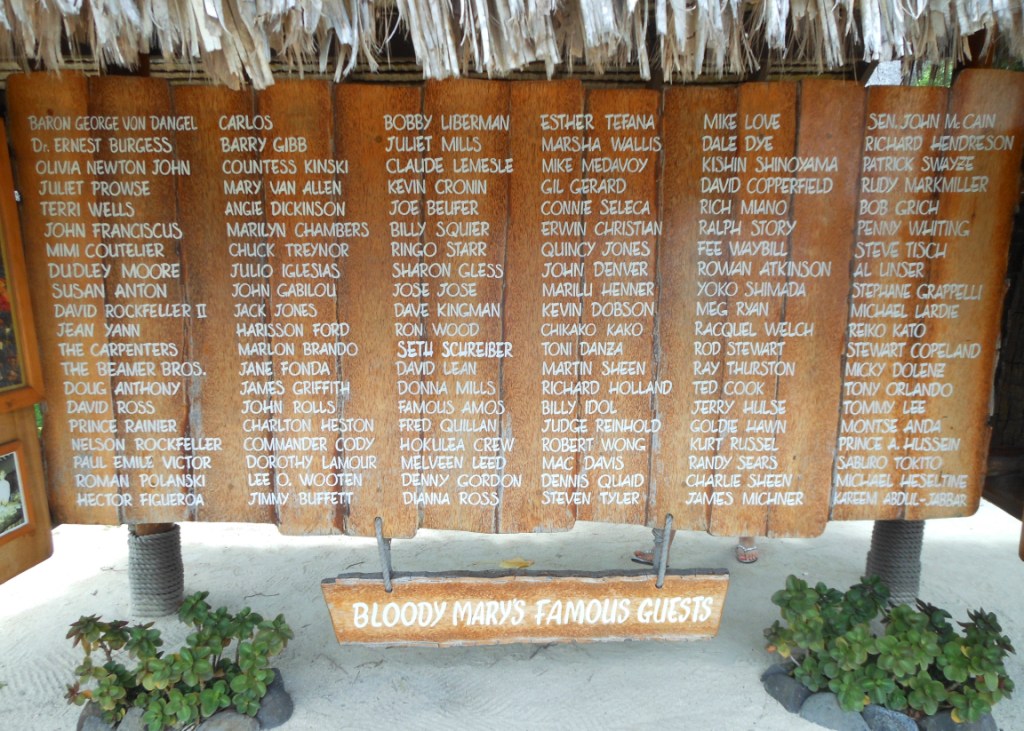 BARON GEORGE VON DANGEL
Dr. ERNEST BURGESS
OLIVIA NEWTON JOHN
JULIET PROWSE
TERRI WELLS
JOHN FRANCISCUS
MIMI COUTELIER
DUDLEY MOORE
SUSAN ANTON
DAVID ROCKFELLER II
JEAN YANN
THE CARPENTERS
THE BEAMER BROS.
DOUG ANTHONY
DAVID ROSS
PRINCE RAINIER
NELSON ROCKFELLER
PAUL EMILE VICTOR
ROMAN POLANSKI
HECTOR FIGUEROA
CARLOS
BARRY GIBB
COUNTESS KINSKI
MARY VAN ALLEN
ANGIE DICKINSON
MARILYN CHAMBERS
CHUCK TREYNOR
JULIO IGLESIAS
JOHN GABILOU
JACK JONES
HARISSON FORD
MARLON BRANDO
JANE FONDA
JAMES GRIFFITH
JOHN ROLLS
CHARLTON HESTON
COMMANDER CODY
DOROTHY LAMOUR
LEE O. WOOTEN
JIMMY BUFFETT
BOBBY LIBERMAN
JULIET MILLS
CLAUDE LEMESLE
KEVIN CRONIN
JOE BELIFER
BILLY SQUIER
RINGO STARR
SHARON GLESS
JOSE JOSE
DAVE KINGMAN
RON WOOD
SETH SCHREIBER
DAVID LEAN
DONNA MILLS
FAMOUS AMOS
FRED QUILLAN
HOKULEA CREW
MELVEEN LEED
DENNY GORDON
DIANNA ROSS
ESTHER TEFANA
MARSHA WALLIS
MIKE MEDAVOY
GIL GERARD
CONNIE SELECA
ERWIN CHRISTIAN
QUINCY JONES
JOHN DENVER
MARILU HENNER
KEVIN DOBSON
CHIKAKO KAKO
TONI DANZA
MARTIN SHEEN
RICHARD HOLLAND
BILLY IDOL
JUDGE REINHOLD
ROBERT WONG
MAC DAVIS
DENNIS QUAID
STEVEN TYLER
MIKE LOVE
DALE DYE
KISHIN SHINOYAMA
DAVID COPPERFIELD
RICH MIANO
RALPH STORY
FEE WAYBILL
ROWAN ATKINSON
YOKO SHIMADA
MEG RYAN
RACQUEL WELCH
ROD STEWART
RAY THURSTON
TED COOK
JERRY HULSE
GOLDIE HAWN
KURT RUSSEL
RANDY SEARS
CHARLIE SHEEN
JAMES MICHNER
SEN. JOHN McCAIN
RICHARD HENDRESON
PATRICK SWAYZE
RUDY MARKMILLER
BOB GRICH
PENNY WHITING
STEVE TISCH
AL UNSER
STEPHANE GRAPPELLI
MICHAEL LARDIE
REIKO KATO
STEWART COPELAND
MICKY DOLENZ
TONY ORLANDO
TOMMY LEE
MONTSE ANDA
PRINCE A. HUSSEIN
SABURO TOKITO
MICHAEL HESELTINE
KAREEM ABDUL-JABBAR
BLOODY MARY'S FAMOUS GUESTS